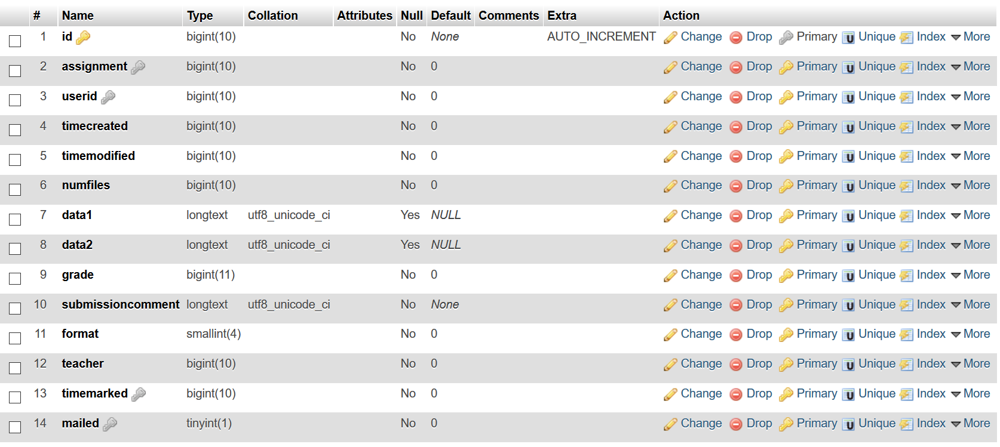 # Name Type Collation Attributes Null Default Comments Extra Action
1 id bigint(10) No None AUTO_INCREMENT Change Drop Primary Unique Index More
2 assignment bigint(10) No 0 Change Drop Primary Unique Index More
3 userid bigint(10) No 0 Change Drop Primary Unique Index More
4 timecreated bigint(10) No 0 Change Drop Primary Unique Index More
5 timemodified bigint(10) No 0 Change Drop Primary Unique Index More
6 numfiles bigint(10) No 0 Change Drop Primary Unique Index More
7 data1 longtext utf8_unicode_ci Yes NULL Change Drop Primary Unique Index More
8 data2 longtext utf8_unicode_ci Yes NULL Change Drop Primary Unique Index More
9 grade bigint(11) No 0 Change Drop Primary Unique Index More
10 submissioncomment longtext utf8_unicode_ci No None Change Drop Primary Unique Index More
11 format smallint(4) No 0 Change Drop Primary Unique Index More
12 teacher bigint(10) No 0 Change Drop Primary Unique Index More
13 timemarked bigint(10) No 0 Change Drop Primary Unique Index More
14 mailed tinyint(1) No 0 Change Drop Primary Unique Index More